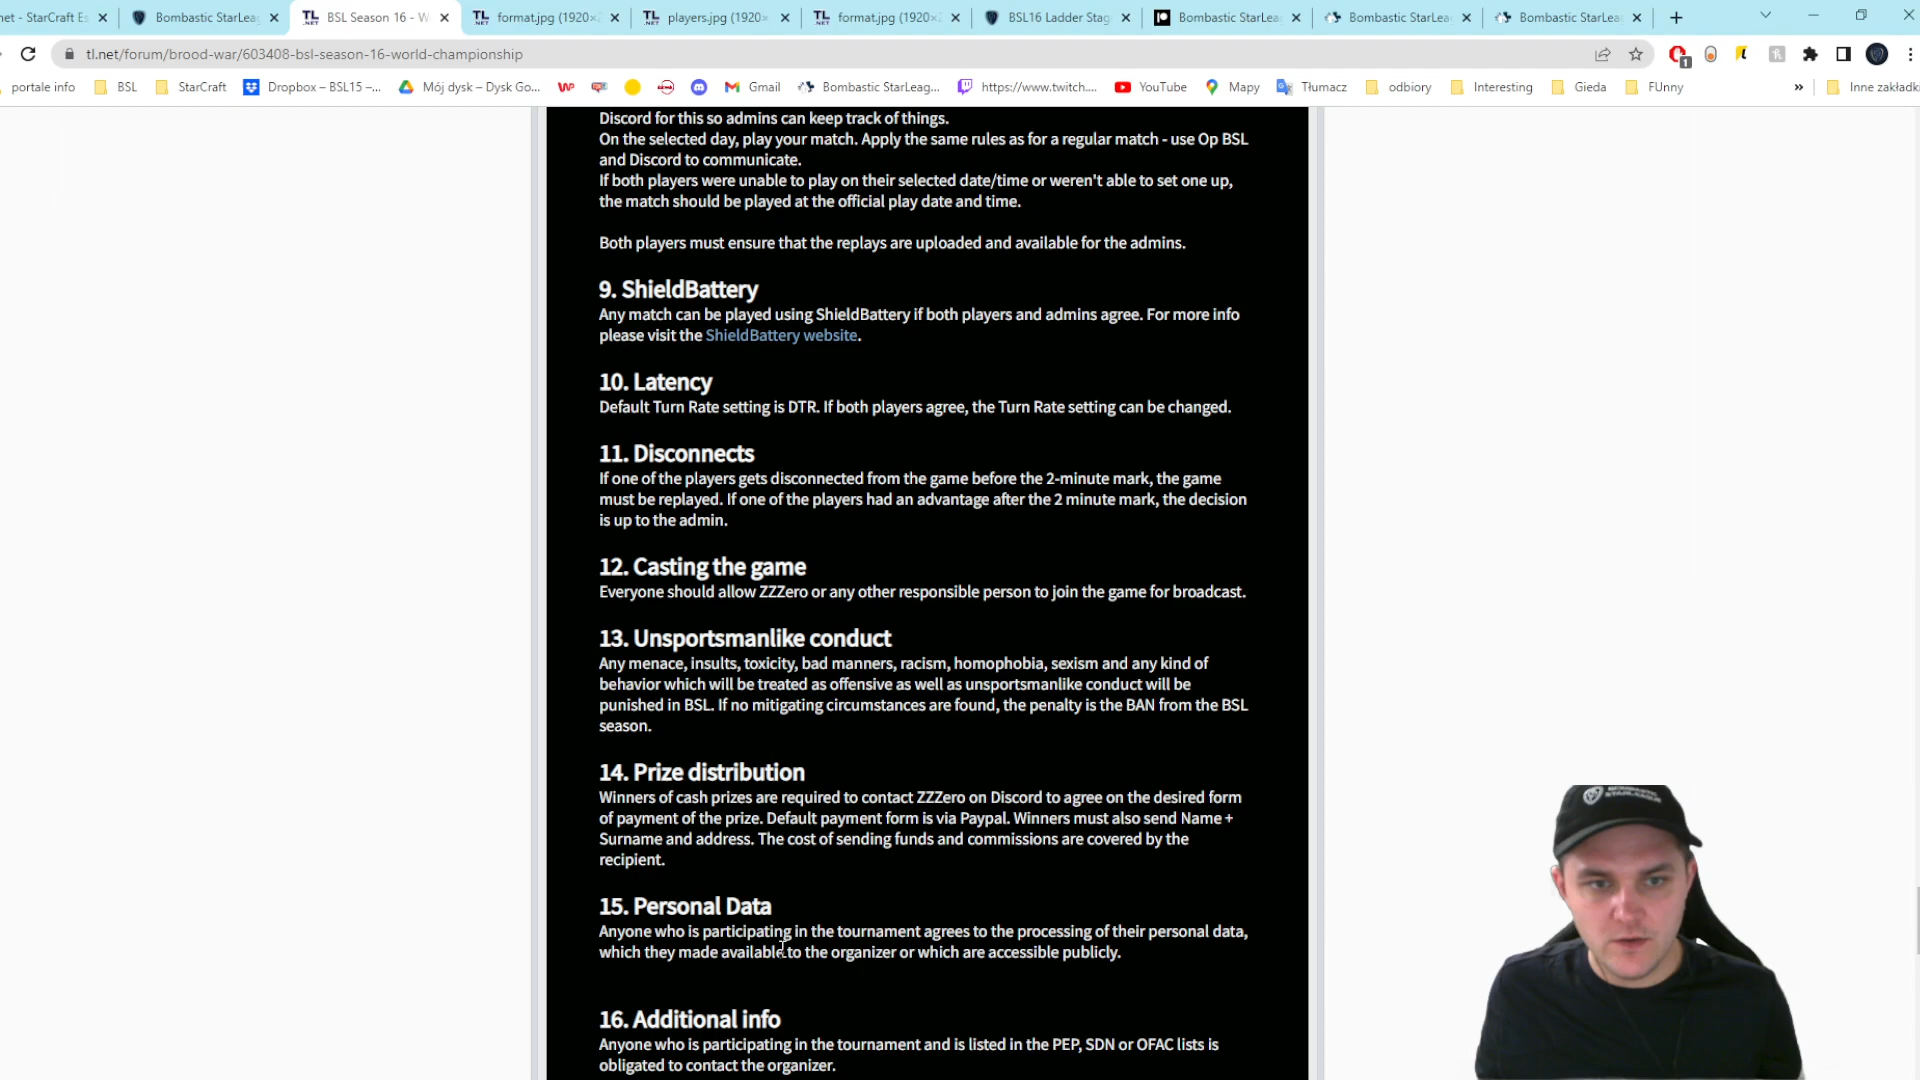 net - StarCraft Es
Bombastic StarLea
BSL Season 16 - W
format.jpg (1920×
players.jpg (1920×
format.jpg (1920×
BSL16 Ladder Stag
Bombastic StarLea
Bombastic StarLea
Bombastic StarLea
tl.net/forum/brood-war/603408-bsl-season-16-world-championship
portale info
BSL
StarCraft
Dropbox – BSL15 –...
Mój dysk – Dysk Go...
Gmail
Bombastic StarLeag...
https://www.twitch....
YouTube
Mapy
Tłumacz
odbiory
Interesting
Gieda
FUnny
Inne zakładki
Discord for this so admins can keep track of things.
On the selected day, play your match. Apply the same rules as for a regular match - use Op BSL
and Discord to communicate.
If both players were unable to play on their selected date/time or weren't able to set one up,
the match should be played at the official play date and time.
Both players must ensure that the replays are uploaded and available for the admins.
9. ShieldBattery
Any match can be played using ShieldBattery if both players and admins agree. For more info
please visit the ShieldBattery website.
10. Latency
Default Turn Rate setting is DTR. If both players agree, the Turn Rate setting can be changed.
11. Disconnects
If one of the players gets disconnected from the game before the 2-minute mark, the game
must be replayed. If one of the players had an advantage after the 2 minute mark, the decision
is up to the admin.
12. Casting the game
Everyone should allow ZZZero or any other responsible person to join the game for broadcast.
13. Unsportsmanlike conduct
Any menace, insults, toxicity, bad manners, racism, homophobia, sexism and any kind of
behavior which will be treated as offensive as well as unsportsmanlike conduct will be
punished in BSL. If no mitigating circumstances are found, the penalty is the BAN from the BSL
season.
14. Prize distribution
Winners of cash prizes are required to contact ZZZero on Discord to agree on the desired form
of payment of the prize. Default payment form is via Paypal. Winners must also send Name +
Surname and address. The cost of sending funds and commissions are covered by the
recipient.
15. Personal Data
Anyone who is participating in the tournament agrees to the processing of their personal data,
which they made available to the organizer or which are accessible publicly.
16. Additional info
Anyone who is participating in the tournament and is listed in the PEP, SDN or OFAC lists is
obligated to contact the organizer.